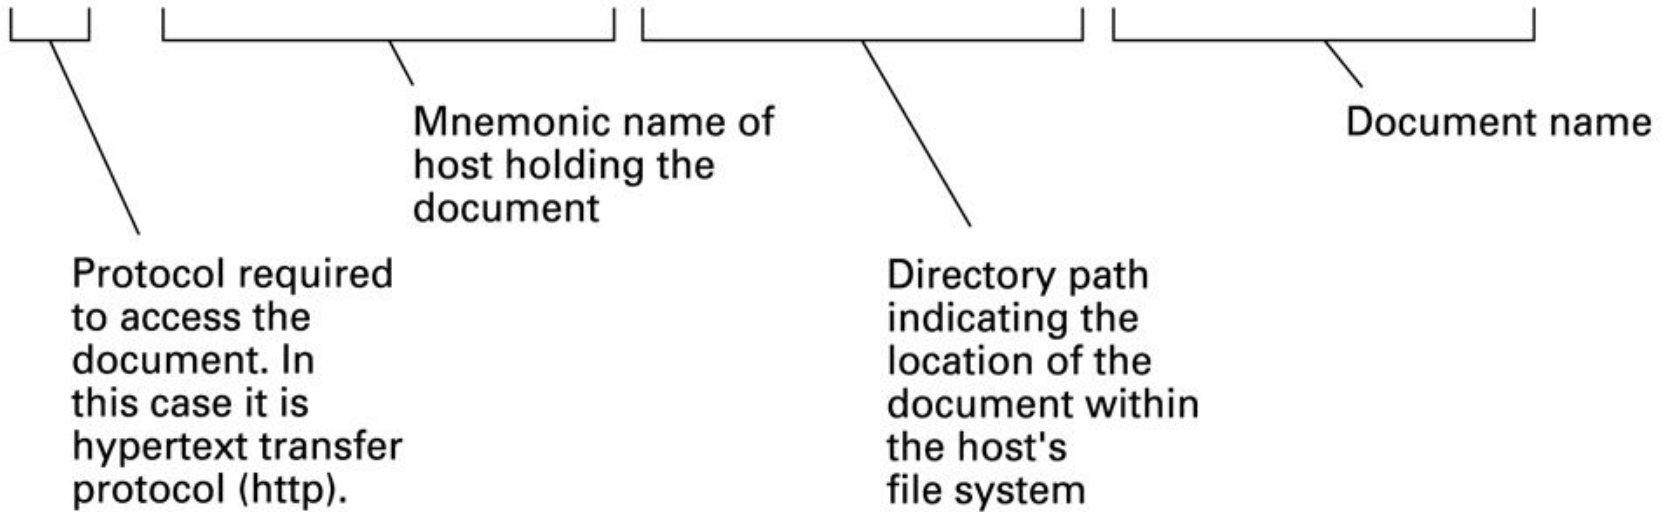 Mnemonic name of
host holding the
document
Document name
Protocol required
to access the
document. In
this case it is
hypertext transfer
protocol (http).
Directory path
indicating the
location of the
document within
the host's
file system